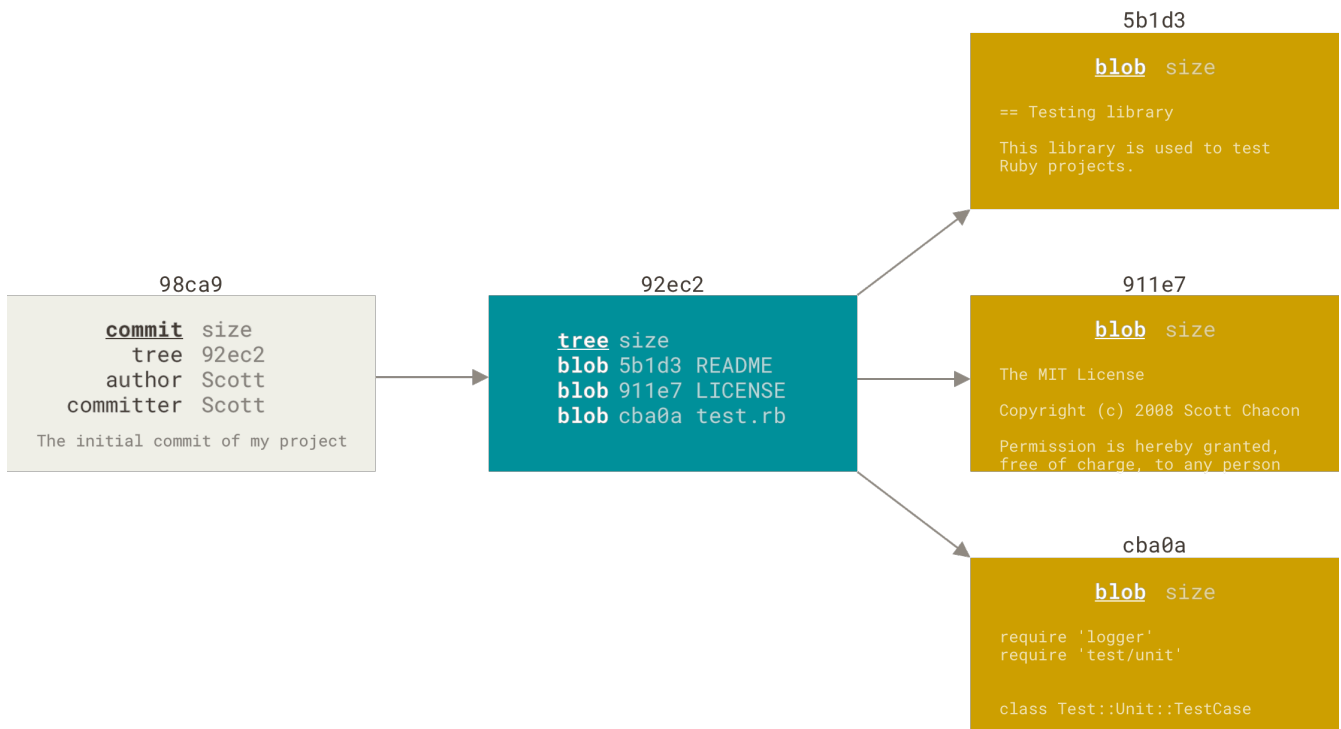 98ca9
commit size
tree 92ec2
author Scott
committer Scott
The initial commit of my project
92ec2
tree size
blob 5b1d3 README
blob 911e7 LICENSE
blob cba0a test.rb
5b1d3
blob size
== Testing library
This library is used to test
Ruby projects.
911e7
blob size
The MIT License
Copyright (c) 2008 Scott Chacon
Permission is hereby granted,
free of charge, to any person
cba0a
blob size
require 'logger'
require 'test/unit'
class Test::Unit::TestCase